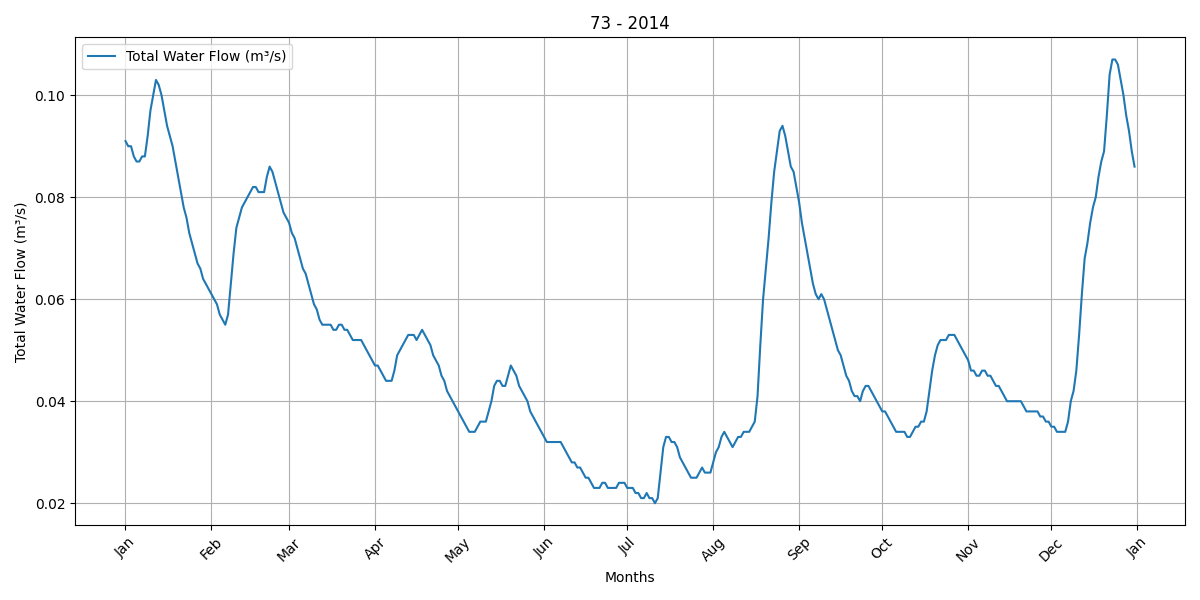 73 - 2014
Total Water Flow (m³/s)
Total Water Flow (m³/s)
0.10
0.08
0.06
0.04
0.02
Jan
Feb
Mar
Apr
May
Jun
Jul
Aug
Sep
Oct
Nov
Dec
Jan
Months